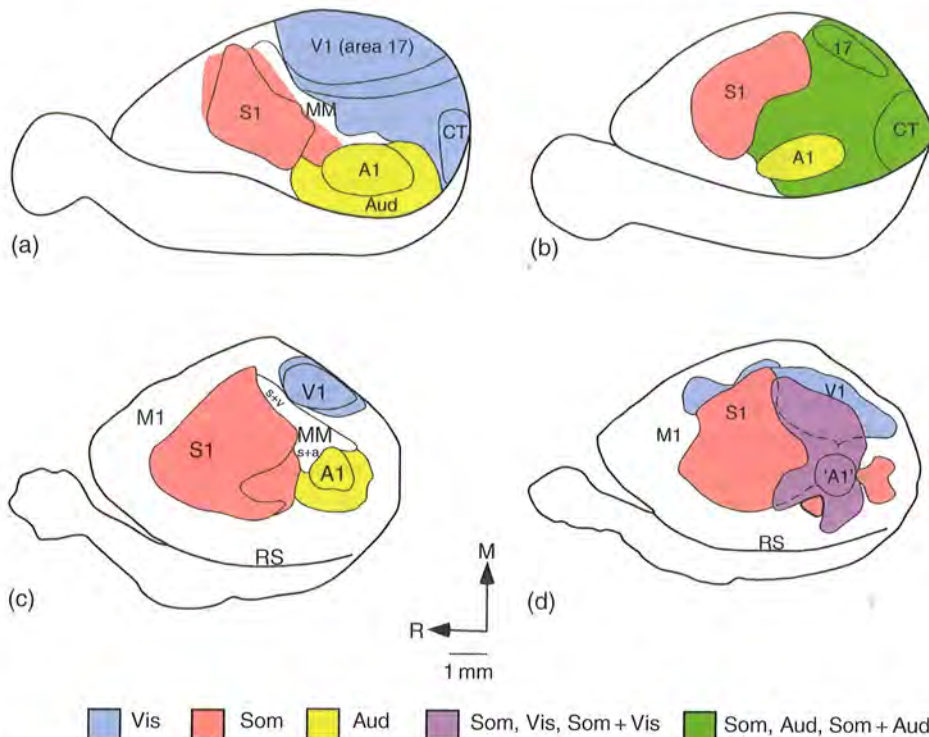 V1 (area 17)
S1
MM
CT
A1
Aud
(a)
17
S1
CT
A1
(b)
V1
s+v
M1
S1
MM
s+a
A1
RS
(c)
V1
S1
M1
'A1'
RS
(d)
M
R
1 mm
Vis Som Aud Som, Vis, Som + Vis Som, Aud, Som + Aud